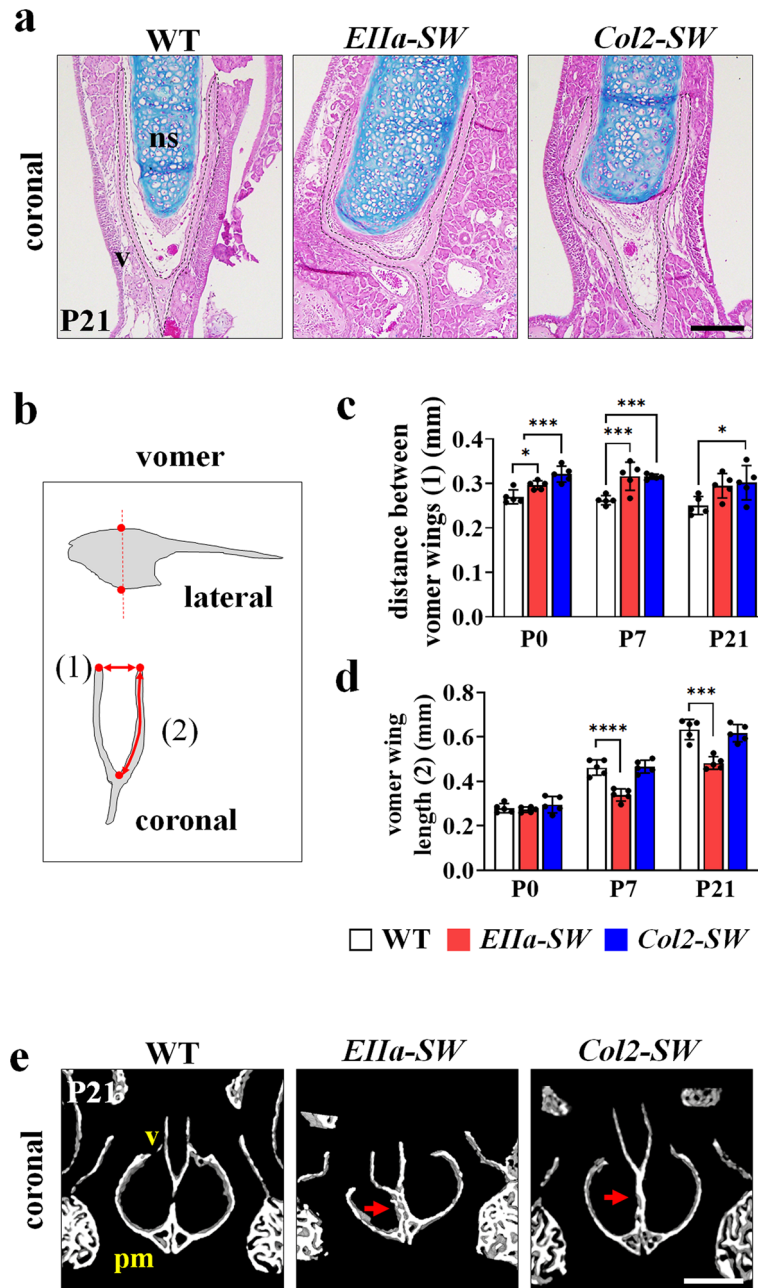 a
WT
EIIa-SW
Col2-SW
coronal
ns
v
P21
b
vomer
lateral
(1)
(2)
coronal
c
distance between
vomer wings (1) (mm)
0.4
0.3
0.2
0.1
0.0
*
***
***
***
*
P0
P7
P21
d
vomer wing
length (2) (mm)
0.8
0.6
0.4
0.2
0.0
****
***
P0
P7
P21
WT
EIIa-SW
Col2-SW
e
WT
EIIa-SW
Col2-SW
coronal
P21
v
pm